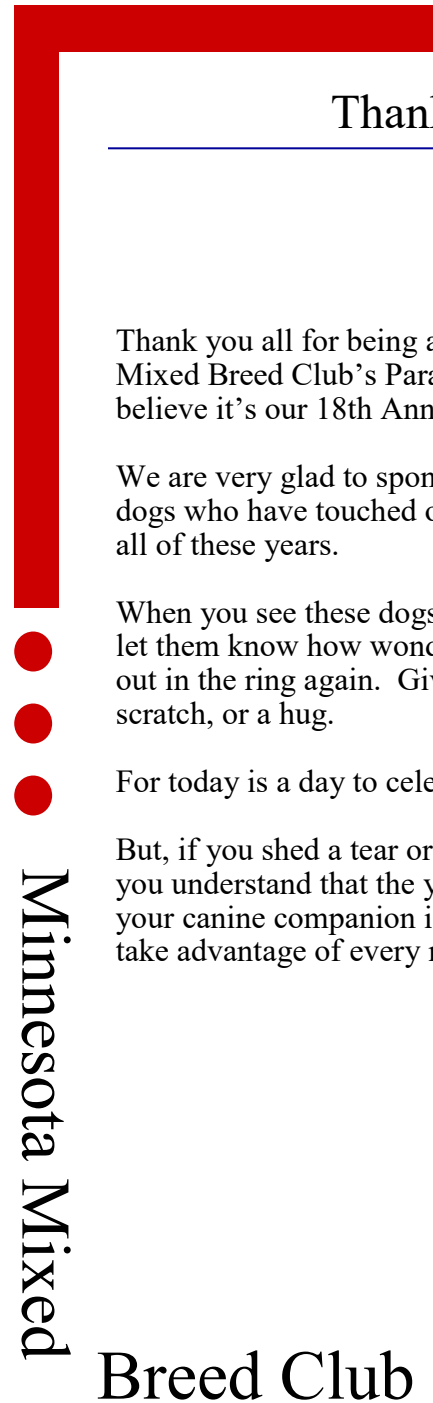 Than
Thank you all for being a
Mixed Breed Club’s Para
believe it’s our 18th Ann
We are very glad to spon
dogs who have touched o
all of these years.
When you see these dogs
let them know how wond
out in the ring again.  Giv
scratch, or a hug.
For today is a day to cele
But, if you shed a tear or
you understand that the y
your canine companion i
take advantage of every
Minnesota Mixed
Breed Club